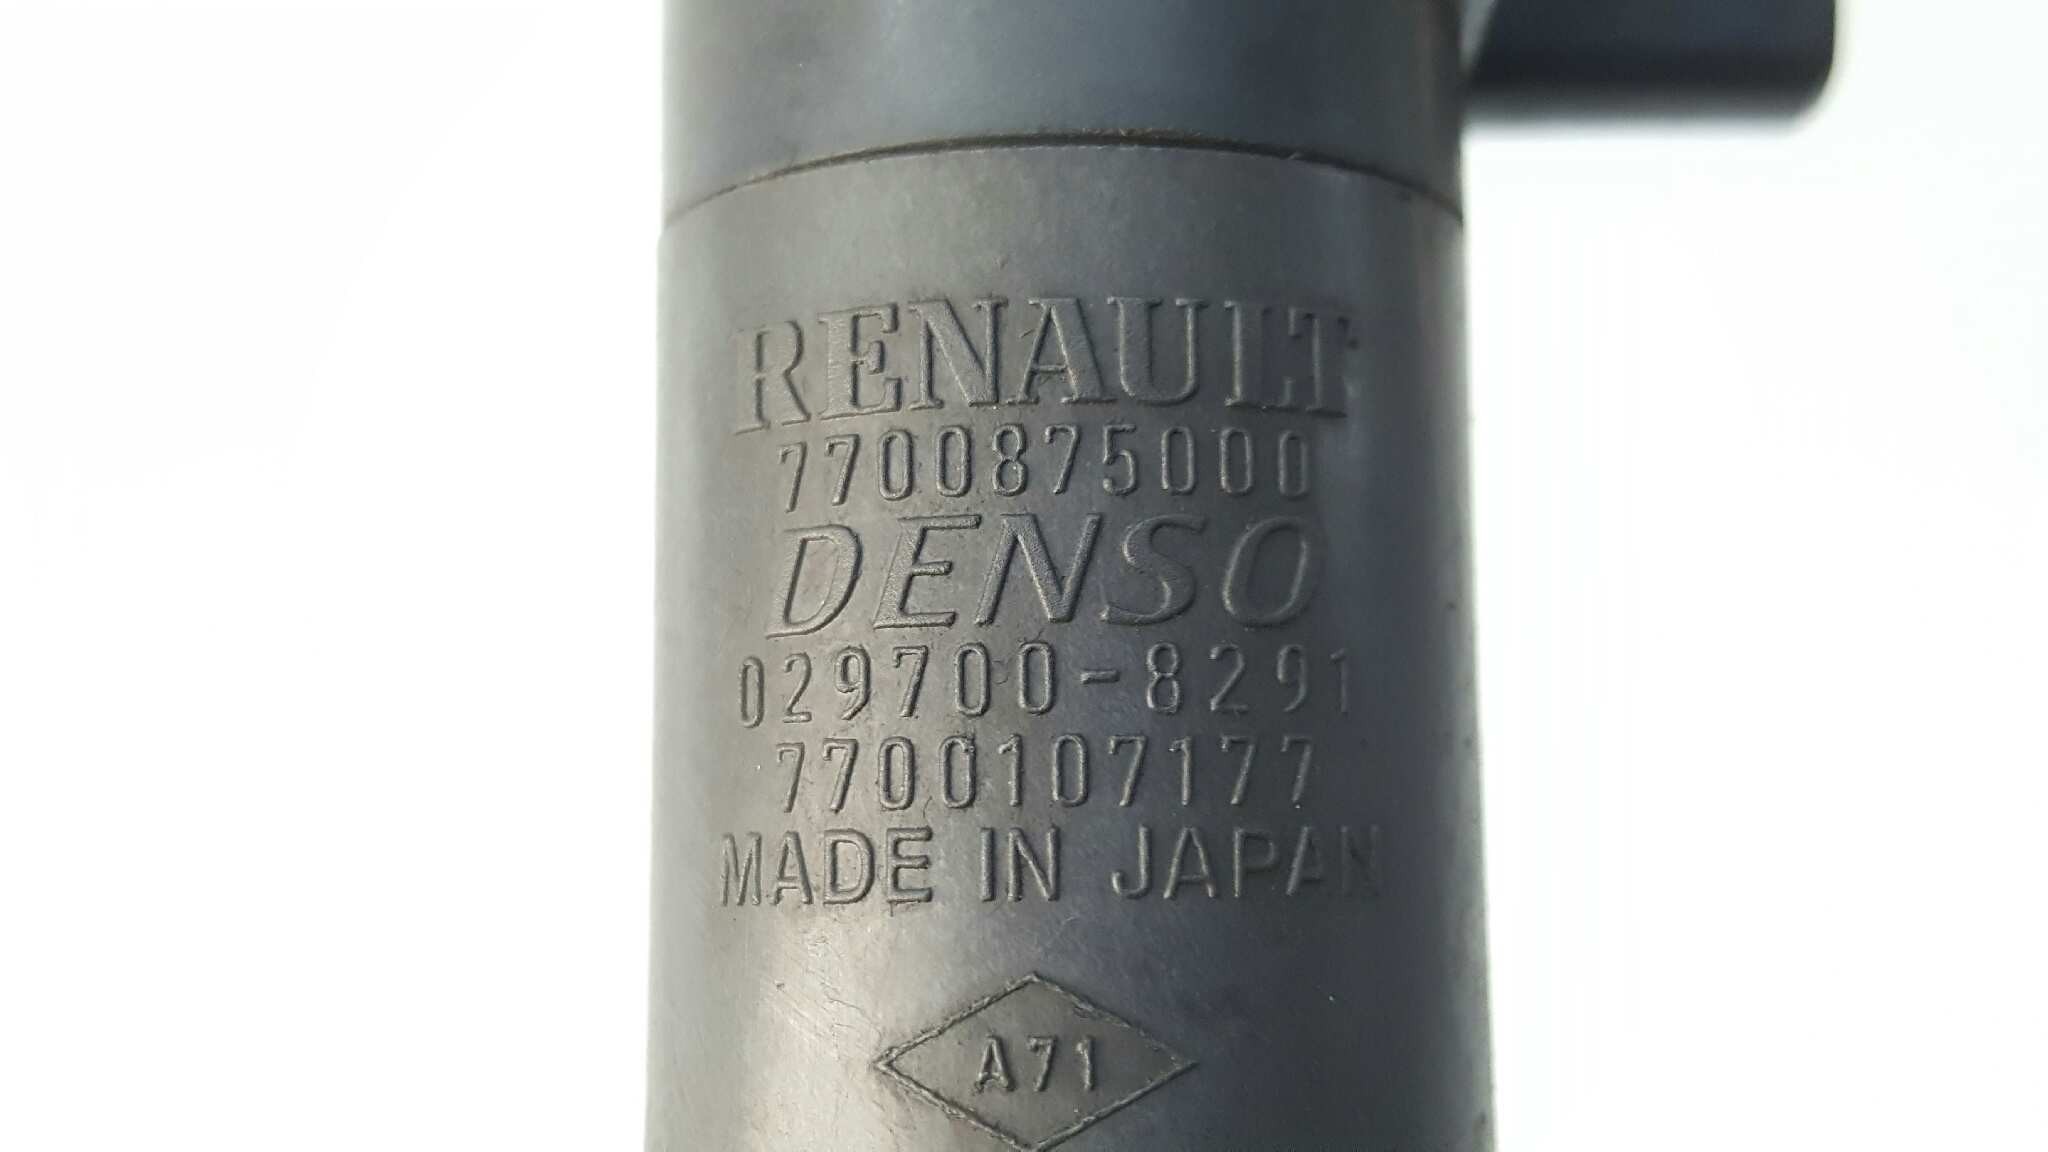 RENAULT
7700875000
DENSO
029700-8291
7700107177
MADE IN JAPAN
A71